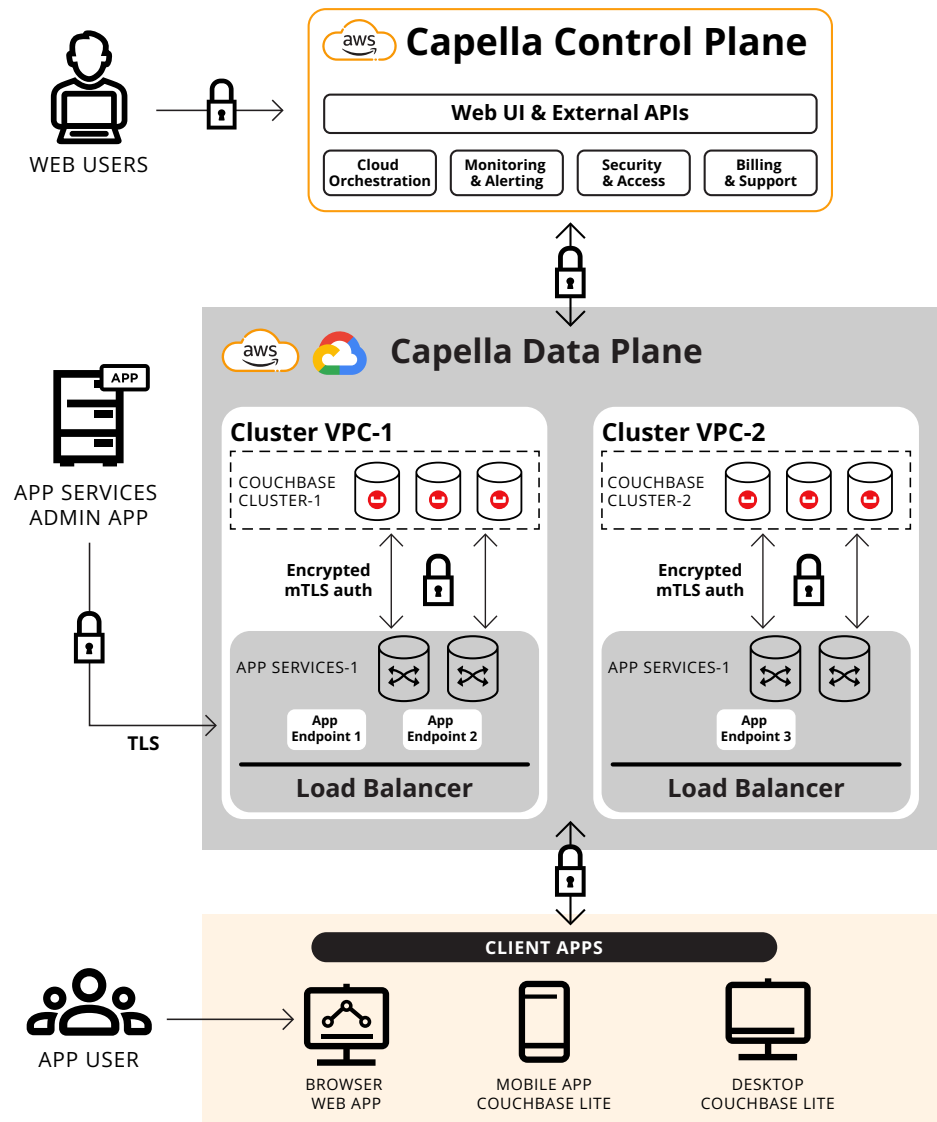 aws
Capella Control Plane
Web UI & External APIs
Cloud
Orchestration
Monitoring
& Alerting
Security
& Access
Billing
& Support
WEB USERS
aws
Capella Data Plane
APP
APP SERVICES
ADMIN APP
TLS
Cluster VPC-1
COUCHBASE
CLUSTER-1
Encrypted
mTLS auth
APP SERVICES-1
App
Endpoint 1
App
Endpoint 2
Load Balancer
Cluster VPC-2
COUCHBASE
CLUSTER-2
Encrypted
mTLS auth
APP SERVICES-1
App
Endpoint 3
Load Balancer
CLIENT APPS
APP USER
BROWSER
WEB APP
MOBILE APP
COUCHBASE LITE
DESKTOP
COUCHBASE LITE